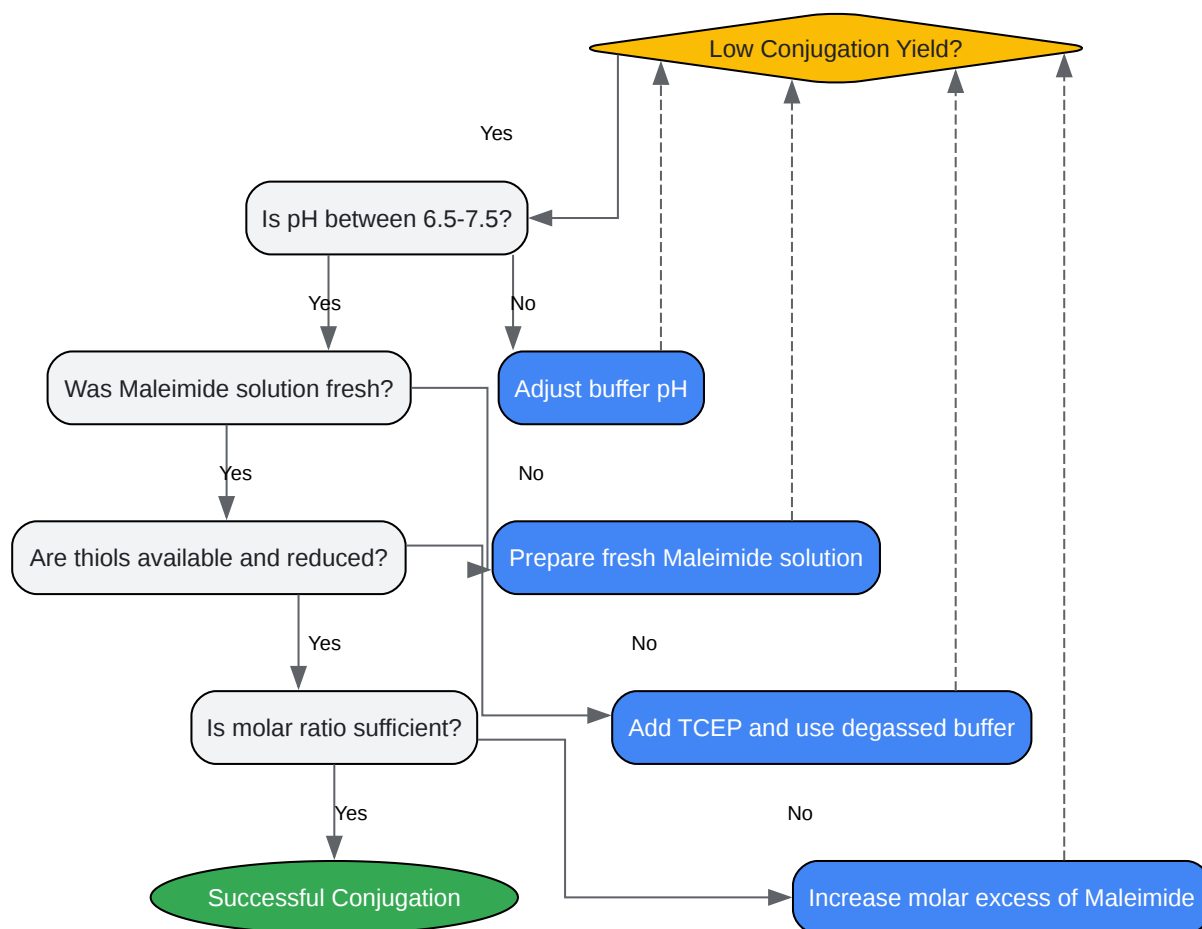 Low Conjugation Yield?
Yes
Is pH between 6.5-7.5?
Yes
No
Was Maleimide solution fresh?
Adjust buffer pH
Yes
No
Are thiols available and reduced?
Prepare fresh Maleimide solution
Yes
No
Is molar ratio sufficient?
Add TCEP and use degassed buffer
Yes
No
Successful Conjugation
Increase molar excess of Maleimide